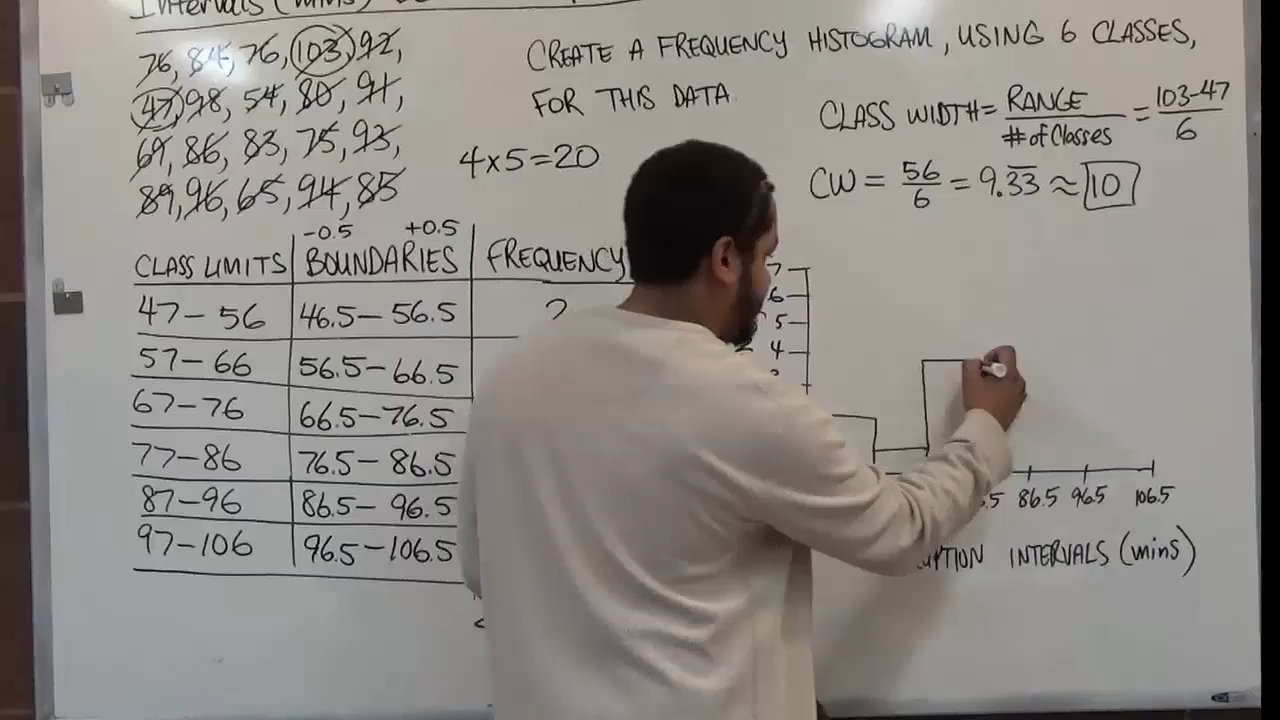 Intervals (mins)
76, 84, 76, 103, 92,
47, 98, 54, 80, 91,
69, 86, 83, 75, 93,
89, 96, 65, 94, 85
CREATE A FREQUENCY HISTOGRAM, USING 6 CLASSES,
FOR THIS DATA.
4x5=20
CLASS WIDTH = RANGE / # of Classes = 103-47 / 6
CW = 56/6 = 9.33 ≈ 10
-0.5 +0.5
CLASS LIMITS BOUNDARIES FREQUENCY
47-56 46.5-56.5 2
57-66 56.5-66.5
67-76 66.5-76.5
77-86 76.5-86.5
87-96 86.5-96.5
97-106 96.5-106.5
7
6
5
4
86.5 96.5 106.5
INTERVALS (mins)